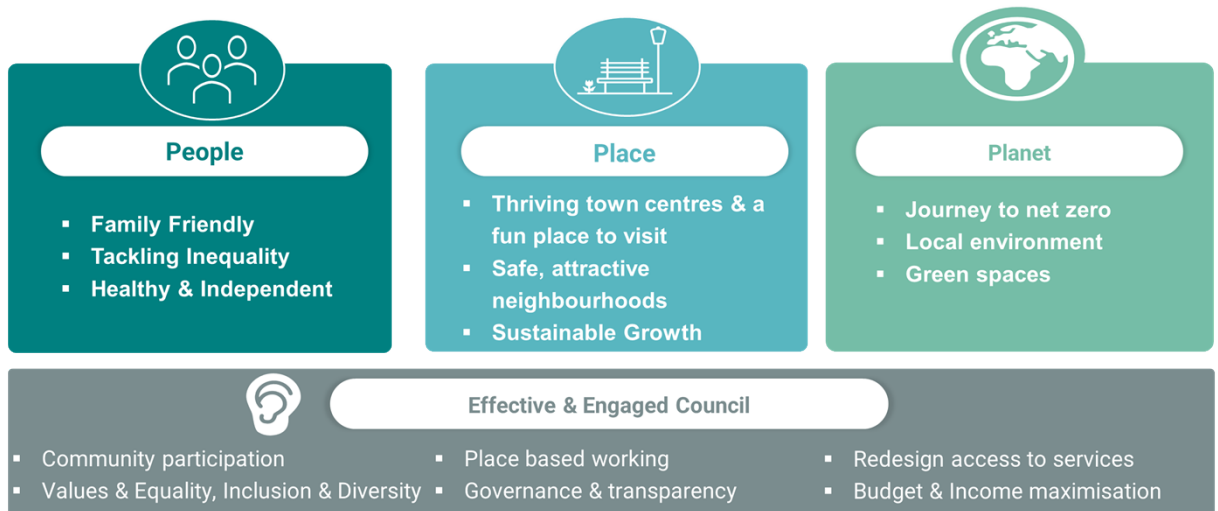 People
▪ Family Friendly
▪ Tackling Inequality
▪ Healthy & Independent
Place
▪ Thriving town centres & a
fun place to visit
▪ Safe, attractive
neighbourhoods
▪ Sustainable Growth
Planet
▪ Journey to net zero
▪ Local environment
▪ Green spaces
Effective & Engaged Council
▪ Community participation
▪ Values & Equality, Inclusion & Diversity
▪ Place based working
▪ Governance & transparency
▪ Redesign access to services
▪ Budget & Income maximisation